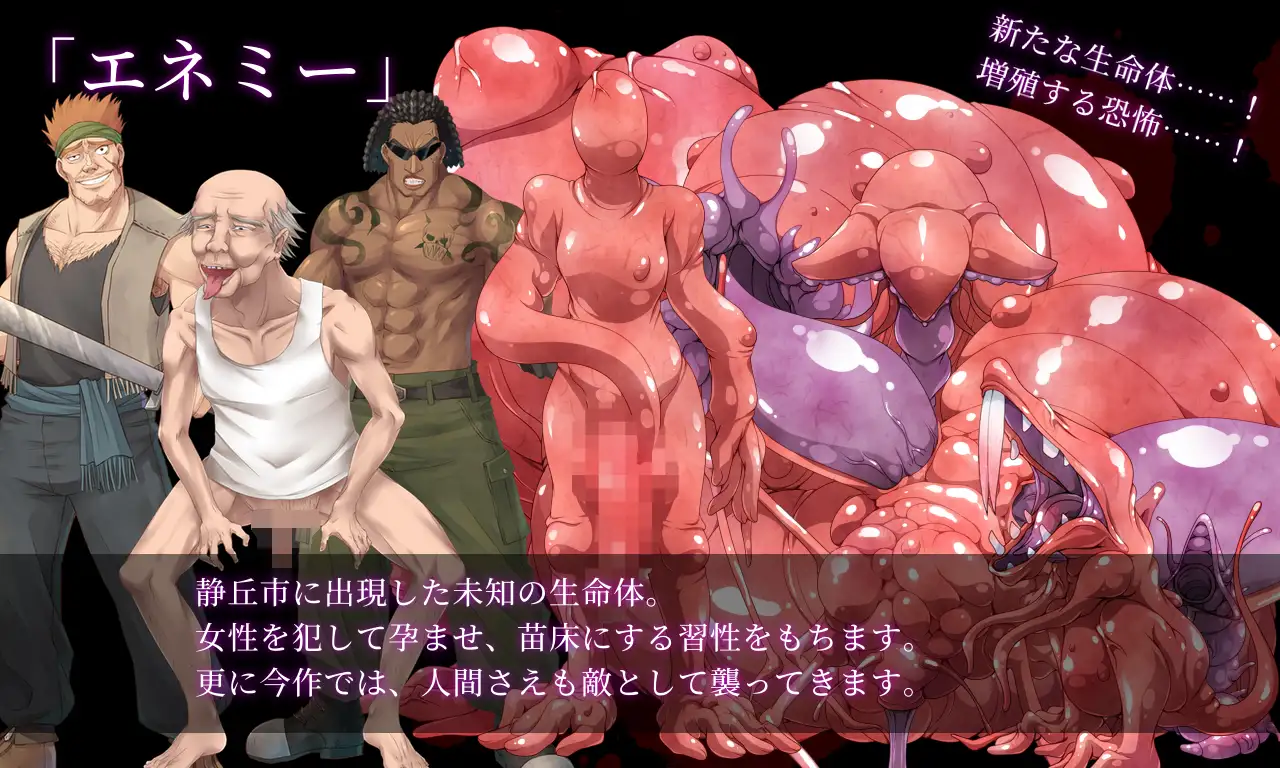 「エネミー」
新たな生命体……！
増殖する恐怖……！
静丘市に出現した未知の生命体。
女性を犯して孕ませ、苗床にする習性をもちます。
更に今作では、人間さえも敵として襲ってきます。